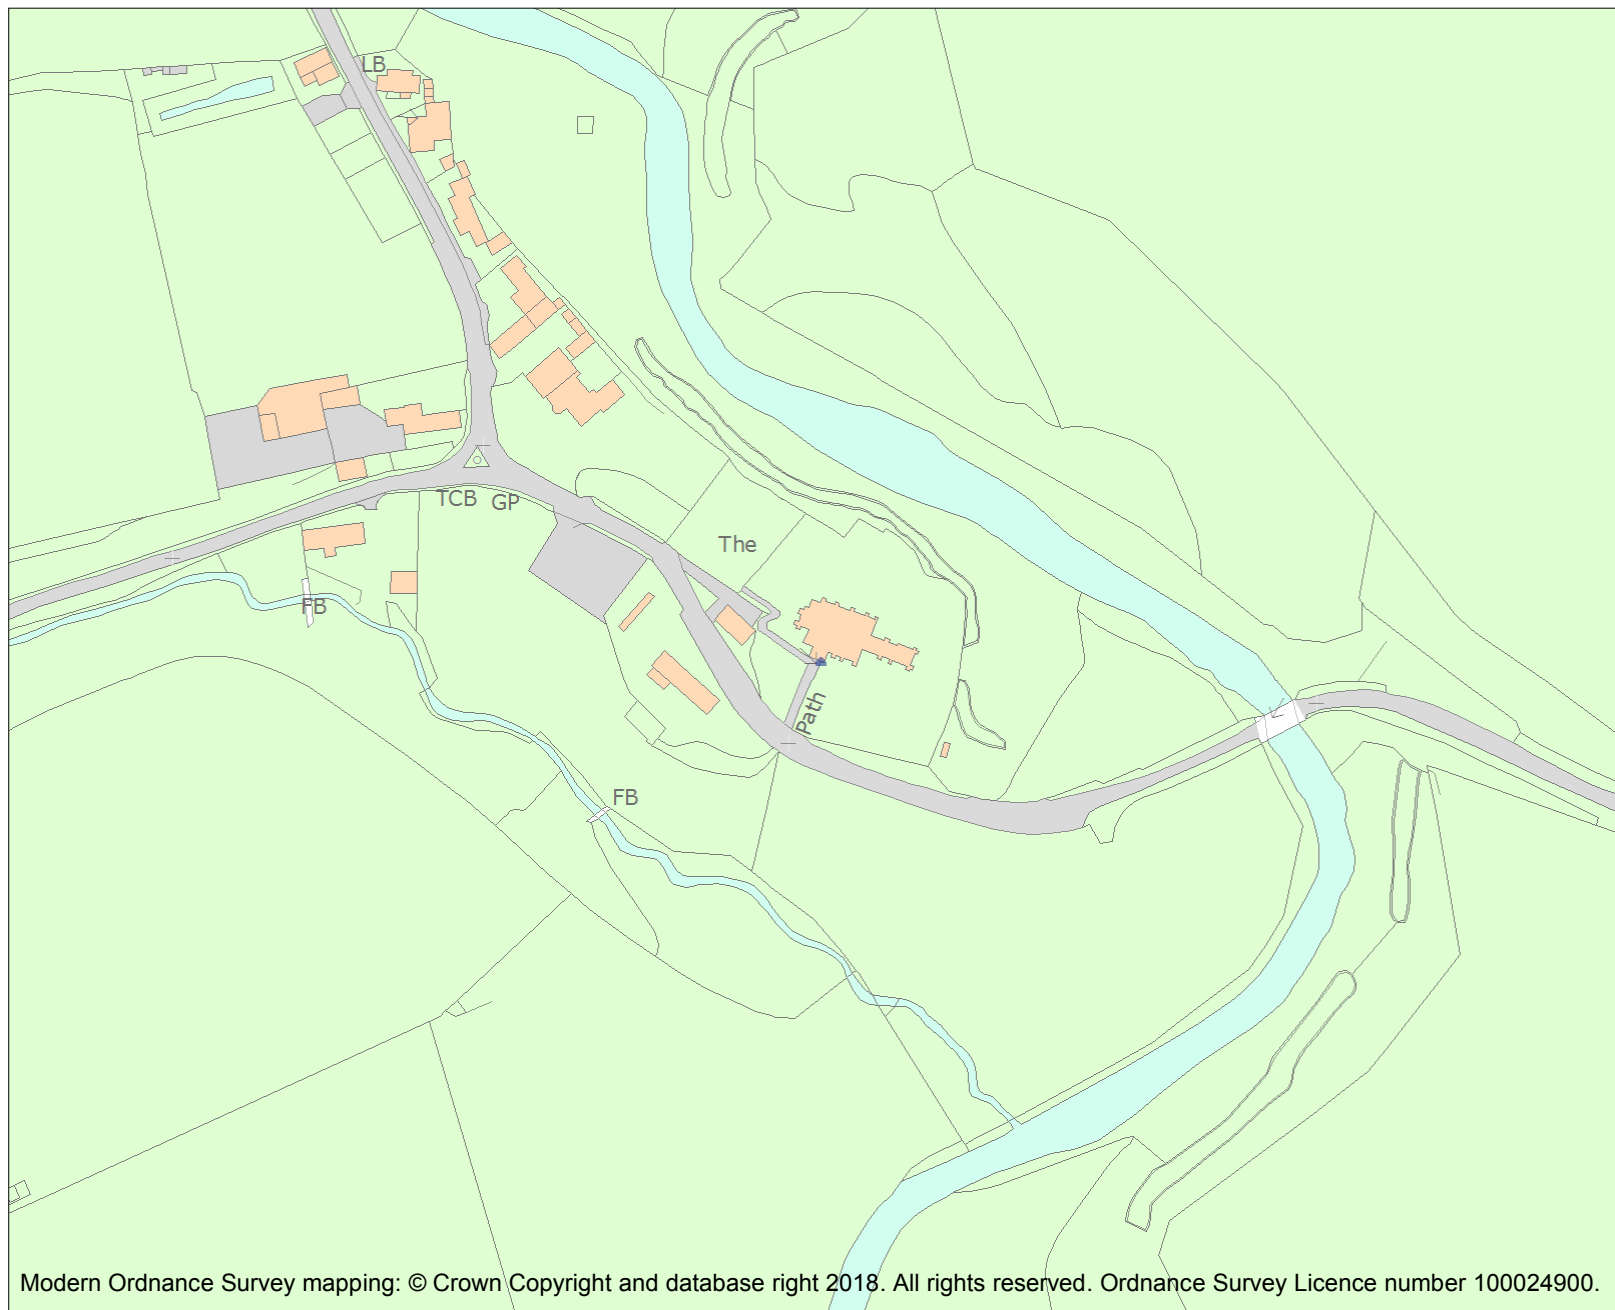 LB
TCB GP
The
FB
Path
FB
Modern Ordnance Survey mapping: © Crown Copyright and database right 2018. All rights reserved. Ordnance Survey Licence number 100024900.